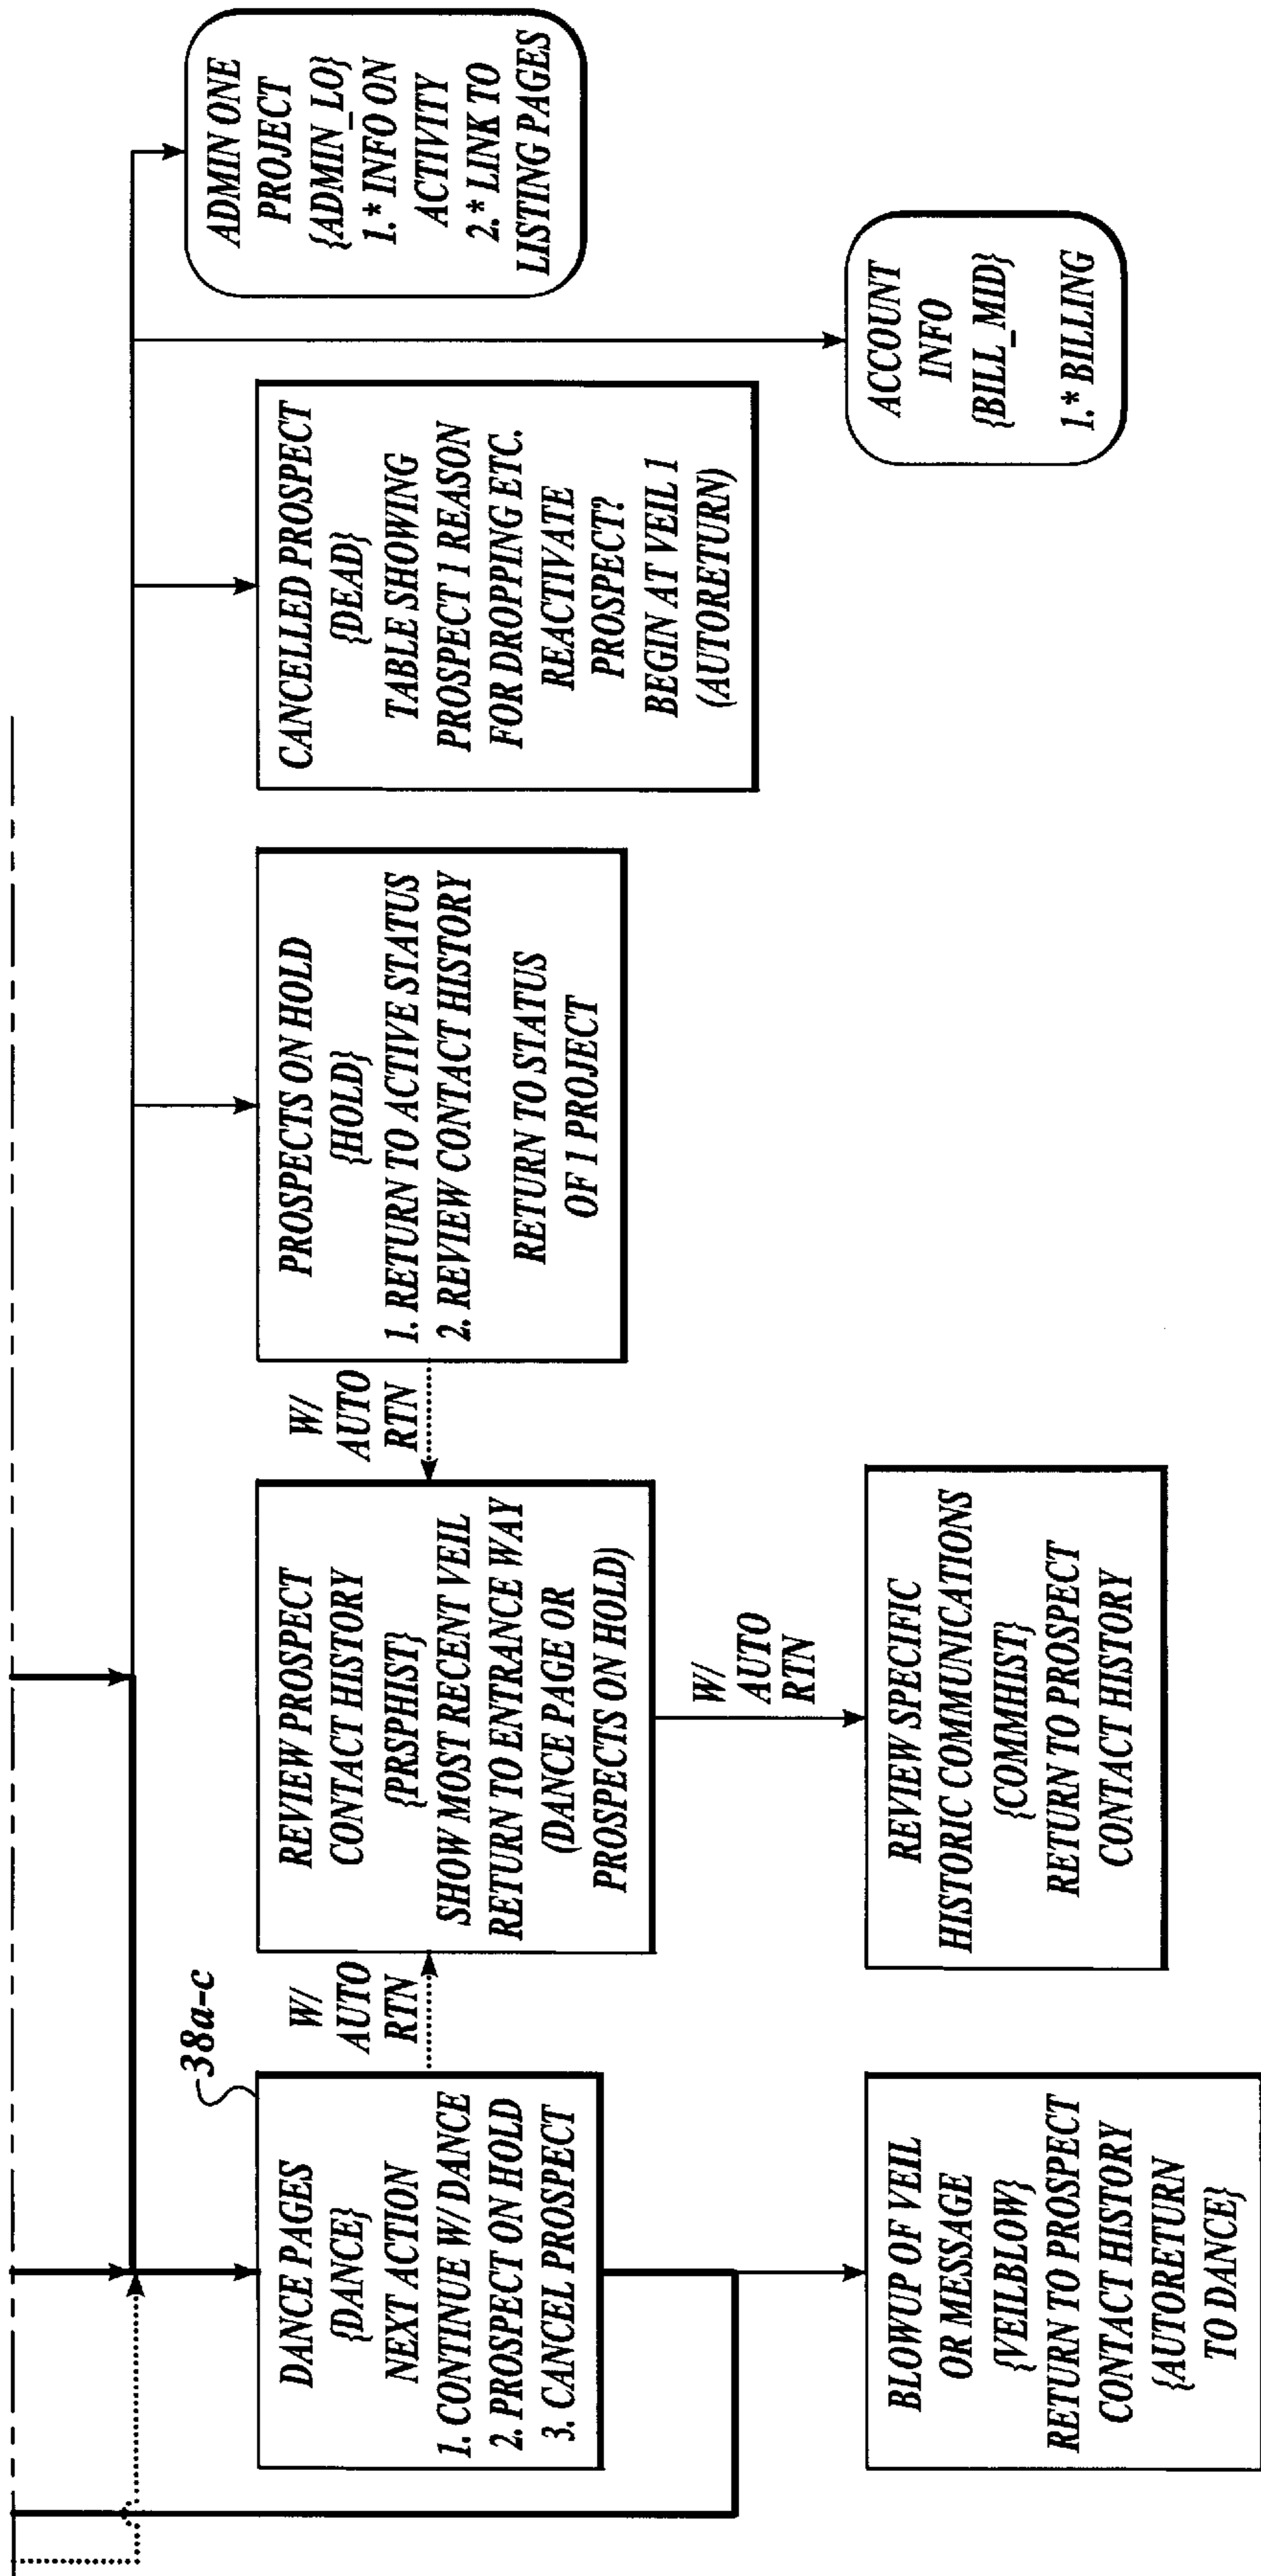 38a-c
DANCE PAGES
{DANCE}
NEXT ACTION
1. CONTINUE W/ DANCE
2. PROSPECT ON HOLD
3. CANCEL PROSPECT
W/
AUTO
RTN
REVIEW PROSPECT
CONTACT HISTORY
{PRSPHIST}
SHOW MOST RECENT VEIL
RETURN TO ENTRANCE WAY
(DANCE PAGE OR
PROSPECTS ON HOLD)
W/
AUTO
RTN
PROSPECTS ON HOLD
{HOLD}
1. RETURN TO ACTIVE STATUS
2. REVIEW CONTACT HISTORY
RETURN TO STATUS
OF 1 PROJECT
CANCELLED PROSPECT
{DEAD}
TABLE SHOWING
PROSPECT 1 REASON
FOR DROPPING ETC.
REACTIVATE
PROSPECT?
BEGIN AT VEIL 1
(AUTORETURN)
ADMIN ONE
PROJECT
{ADMIN_LO}
1.* INFO ON
ACTIVITY
2.* LINK TO
LISTING PAGES
BLOWUP OF VEIL
OR MESSAGE
{VEILBLOW}
RETURN TO PROSPECT
CONTACT HISTORY
{AUTORETURN
TO DANCE}
W/
AUTO
RTN
REVIEW SPECIFIC
HISTORIC COMMUNICATIONS
{COMMHIST}
RETURN TO PROSPECT
CONTACT HISTORY
ACCOUNT
INFO
{BILL_MID}
1.* BILLING